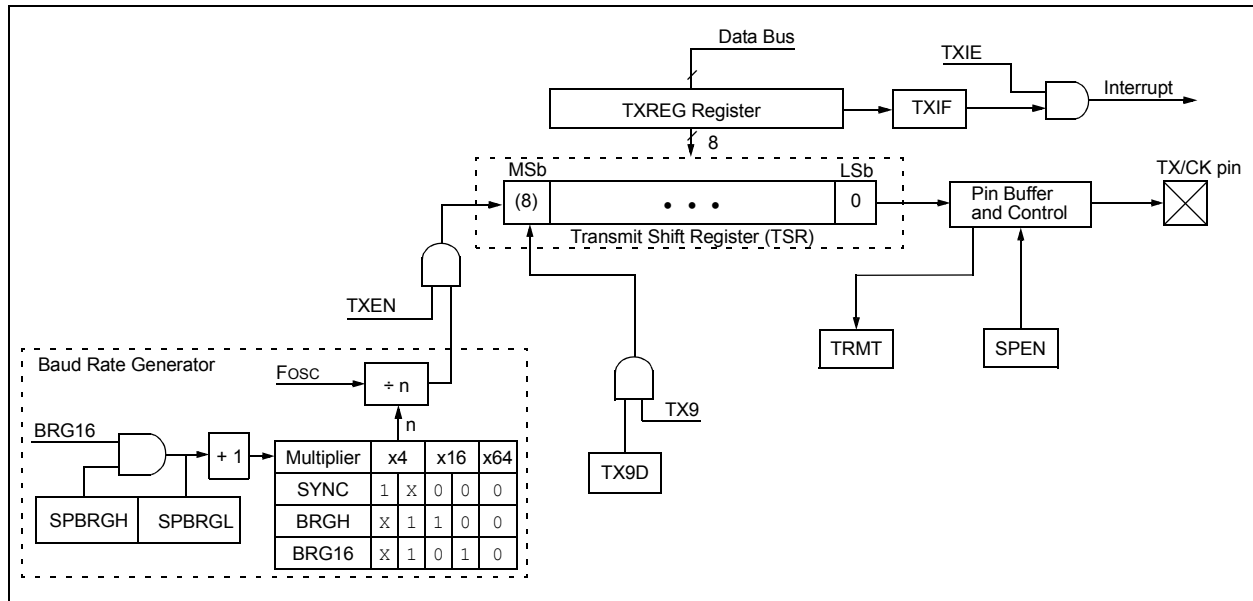 Data Bus
TXIE
Interrupt
TXREG Register
TXIF
8
MSb
LSb
TX/CK pin
(8)
• • •
0
Pin Buffer
and Control
Transmit Shift Register (TSR)
TXEN
TRMT
SPEN
Baud Rate Generator
FOSC
÷ n
TX9
n
BRG16
+ 1
Multiplier x4 x16 x64
TX9D
SYNC 1 X 0 0 0
SPBRGH SPBRGL
BRGH X 1 1 0 0
BRG16 X 1 0 1 0